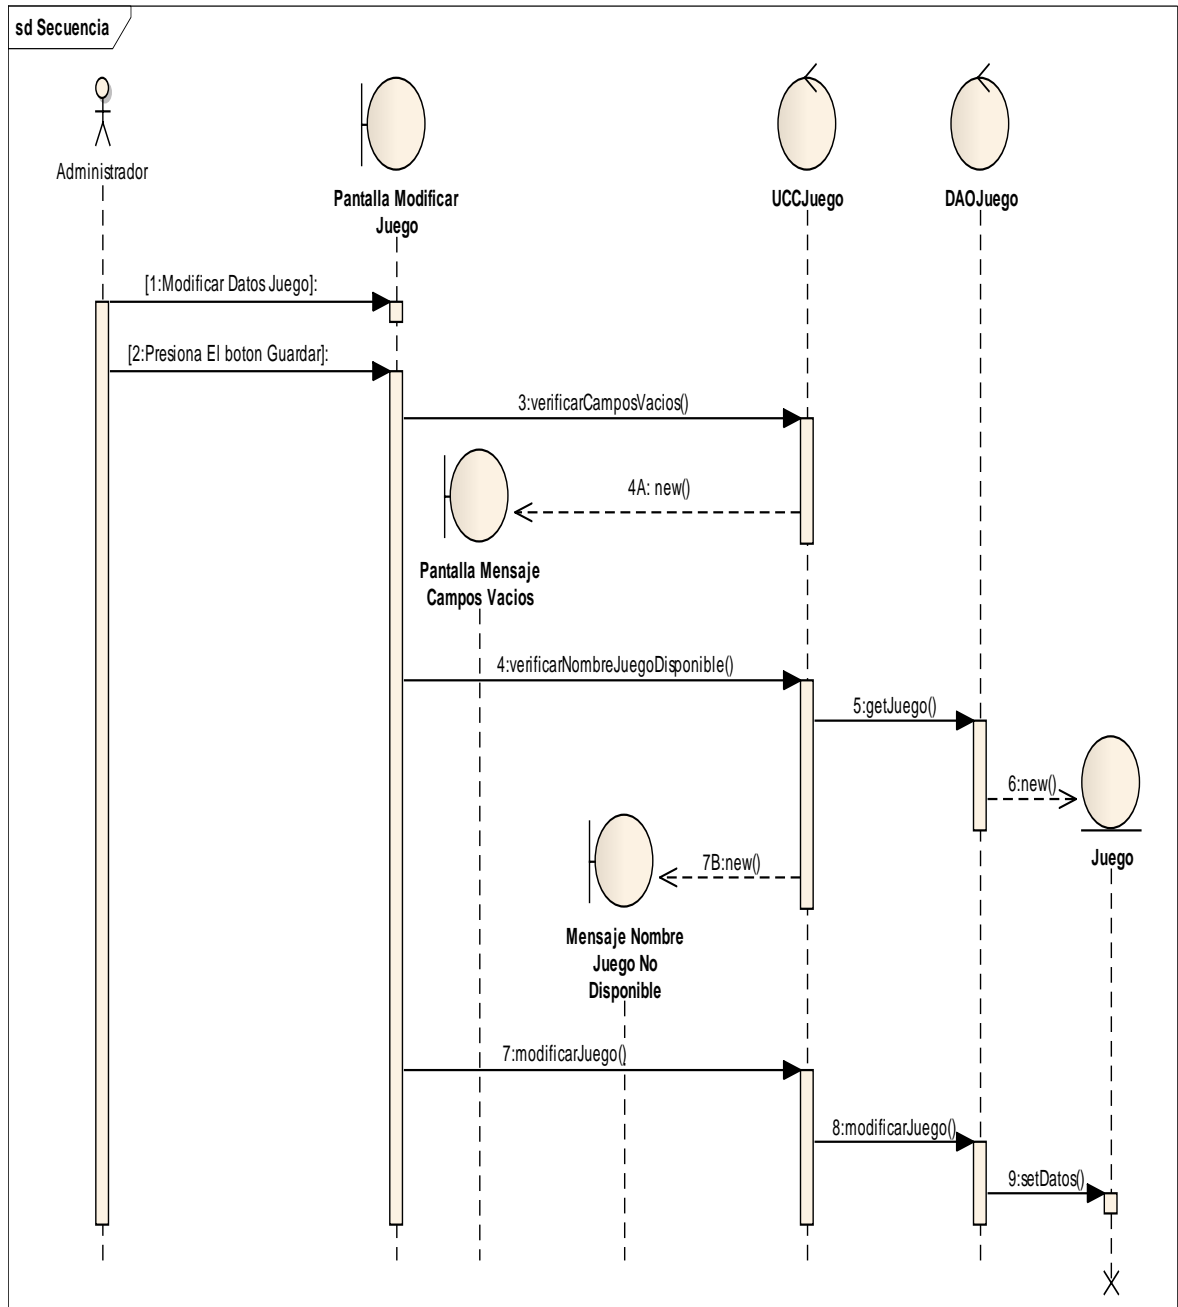 sd Secuencia
Administrador
Pantalla Modificar
Juego
UCCJuego
DAOJuego
[1:Modificar Datos Juego]:
[2:Presiona El boton Guardar]:
3:verificarCamposVacios()
4A: new()
Pantalla Mensaje
Campos Vacios
4:verificarNombreJuegoDisponible()
5:getJuego()
6:new()
Juego
7B:new()
Mensaje Nombre
Juego No
Disponible
7:modificarJuego()
8:modificarJuego()
9:setDatos()